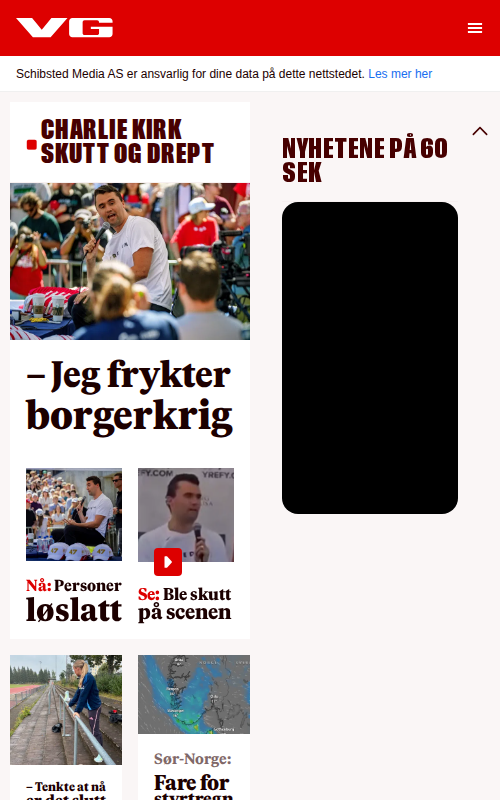 VG
Schibsted Media AS er ansvarlig for dine data på dette nettstedet. Les mer her
CHARLIE KIRK
SKUTT OG DREPT
– Jeg frykter
borgerkrig
Nå: Personer
løslatt
Se: Ble skutt
på scenen
– Tenkte at nå
er det slutt
Sør-Norge:
Fare for
styrtregn
NYHETENE PÅ 60
SEK